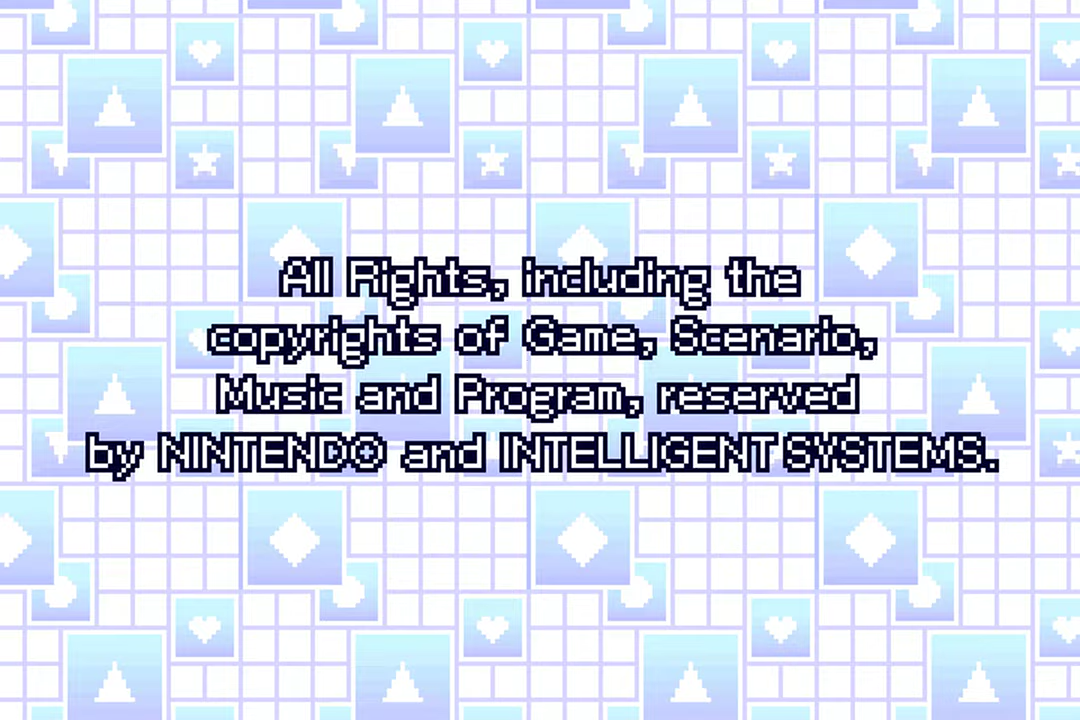 All Rights, including the
copyrights of Game, Scenario,
Music and Program, reserved
by NINTENDO and INTELLIGENT SYSTEMS.